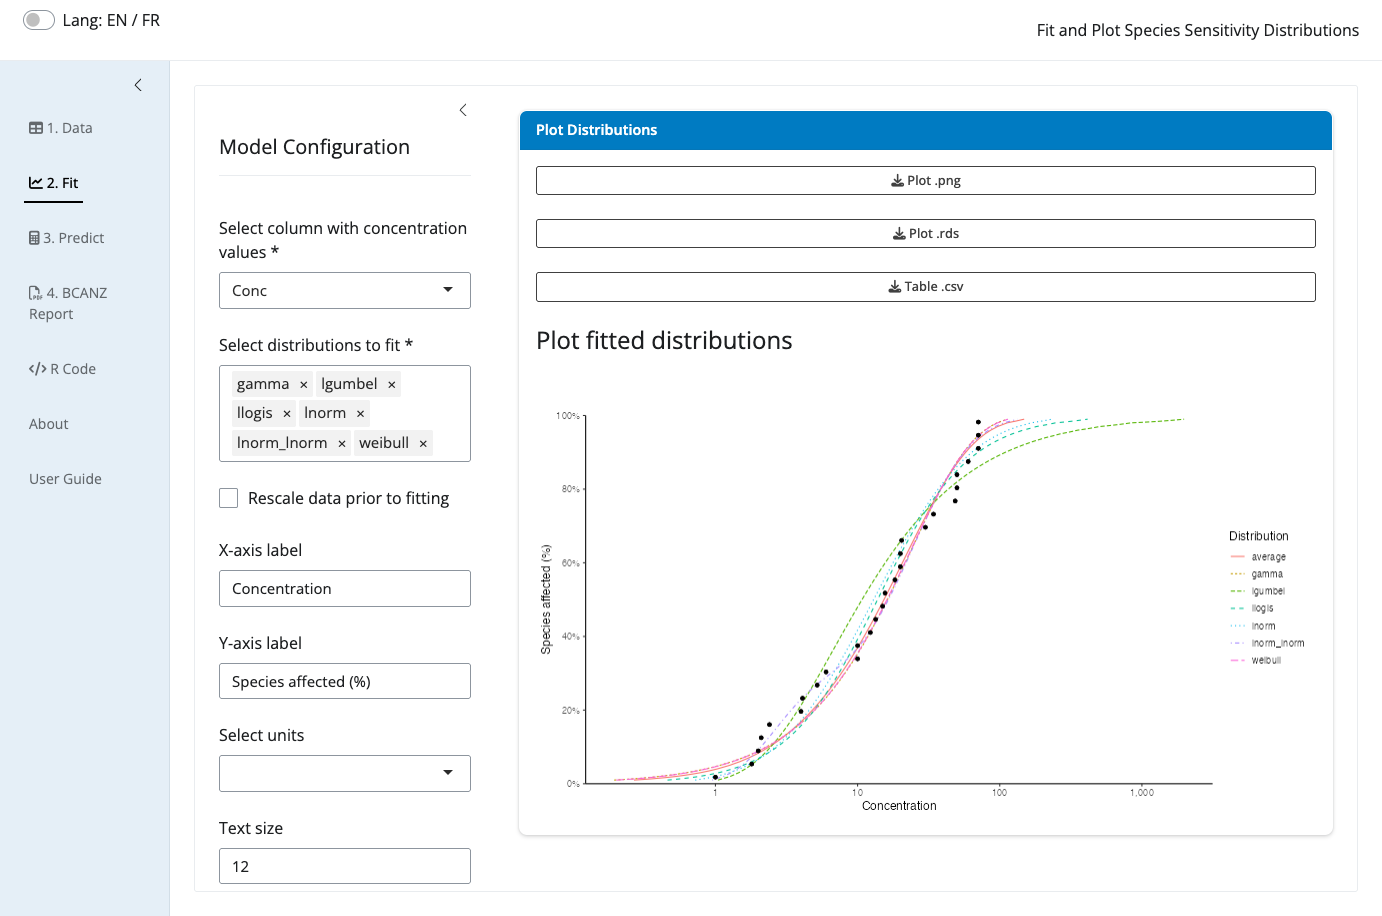 Lang: EN / FR
Fit and Plot Species Sensitivity Distributions
1. Data
2. Fit
3. Predict
4. BCANZ
Report
R Code
About
User Guide
Model Configuration
Select column with concentration
values *
Conc
Select distributions to fit *
gamma × lgumbel ×
llogis × lnorm ×
lnorm_lnorm × weibull ×
Rescale data prior to fitting
X-axis label
Concentration
Y-axis label
Species affected (%)
Select units
Text size
12
Plot Distributions
Plot .png
Plot .rds
Table .csv
Plot fitted distributions
100%
80%
60%
40%
20%
0%
Species affected (%)
1
10
100
1,000
Concentration
Distribution
average
gamma
lgumbel
llogis
lnorm
lnorm_lnorm
weibull